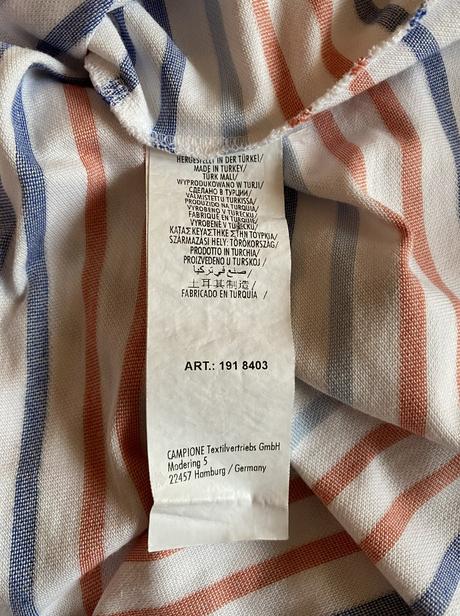 HERGESTELLT IN DER TÜRKEI/
MADE IN TURKEY/
TÜRK MALI/
WYPRODUKOWANO W TURJI/
СДЕЛАНО В ТУРЦИИ/
VALMISTETTU TURKISSA/
PRODUZIDO NA TURQUIA/
VYROBENO V TURECKU/
FABRIQUÉ EN TURQUIE/
VYROBENÉ V TURECKU/
ΚΑΤΑΣΚΕΥΑΣΤΗΚΕ ΣΤΗΝ ΤΟΥΡΚΙΑ/
SZÁRMAZÁSI HELY: TÖRÖKORSZÁG/
PRODOTTO IN TURCHIA/
PROIZVEDENO U TURSKOJ/
صنع في تركيا/
土耳其制造/
FABRICADO EN TURQUÍA/
ART.: 191 8403
CAMPIONE Textilvertriebs GmbH
Modering 5
22457 Hamburg / Germany